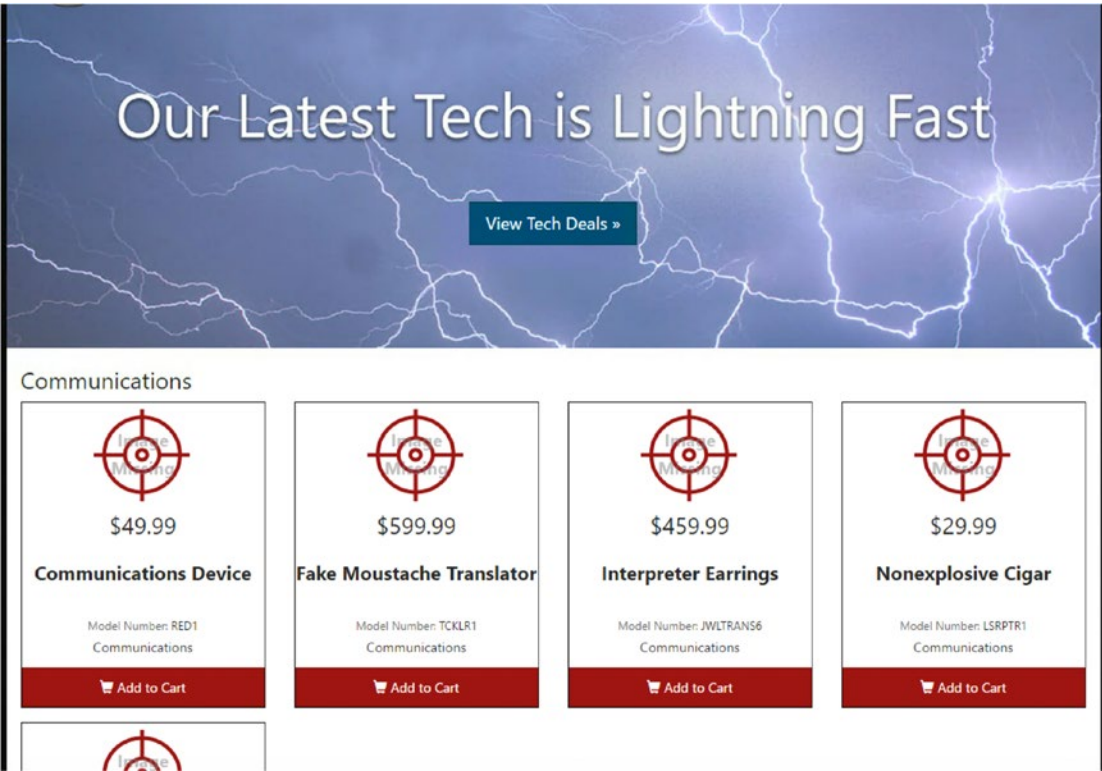 Our Latest Tech is Lightning Fast
View Tech Deals »
Communications
Image Missing
$49.99
Communications Device
Model Number: RED1
Communications
Add to Cart
Image Missing
$599.99
Fake Moustache Translator
Model Number: TCKLR1
Communications
Add to Cart
Image Missing
$459.99
Interpreter Earrings
Model Number: JWLTRANS6
Communications
Add to Cart
Image Missing
$29.99
Nonexplosive Cigar
Model Number: LSRPTR1
Communications
Add to Cart
Image